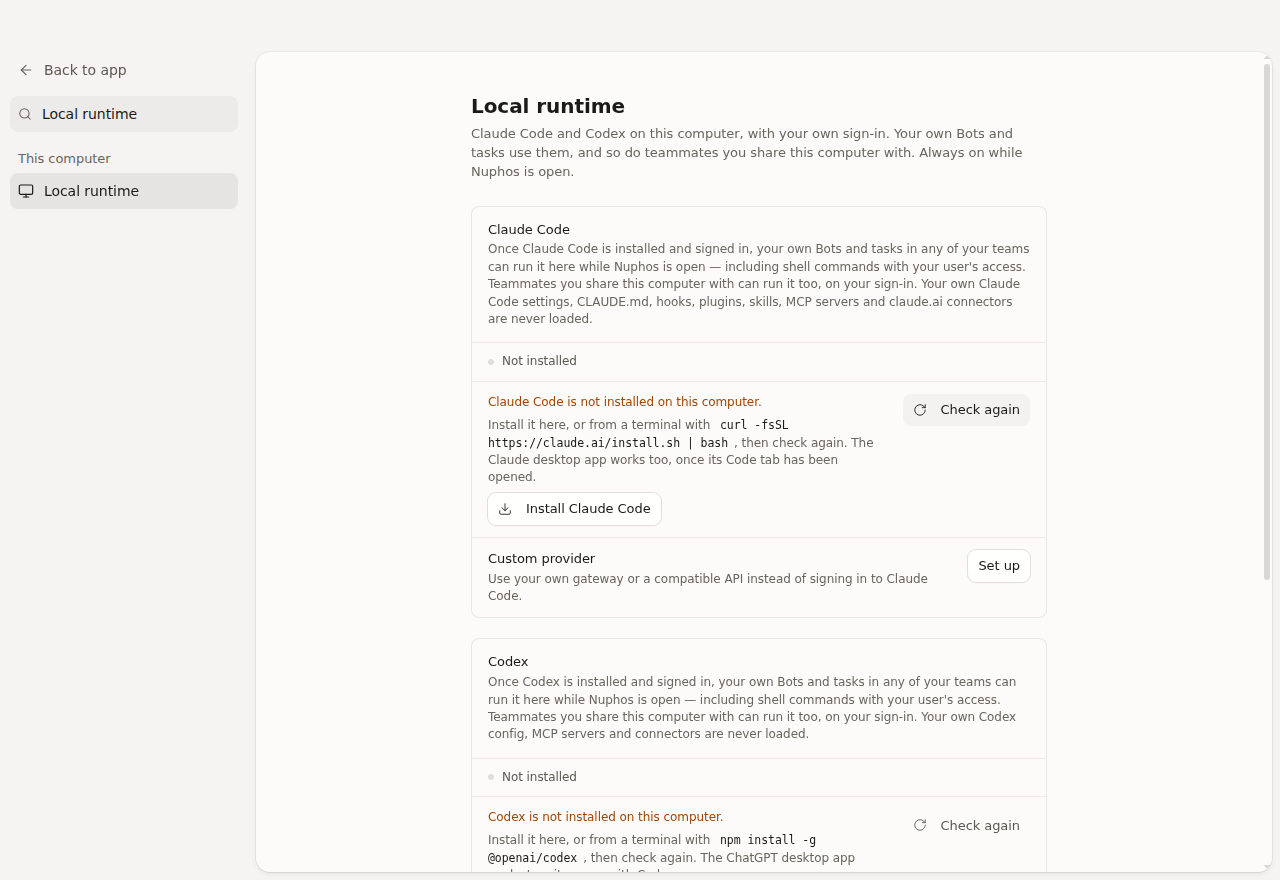 Back to app
Local runtime
This computer
Local runtime
Local runtime
Claude Code and Codex on this computer, with your own sign-in. Your own Bots and
tasks use them, and so do teammates you share this computer with. Always on while
Nuphos is open.
Claude Code
Once Claude Code is installed and signed in, your own Bots and tasks in any of your teams
can run it here while Nuphos is open — including shell commands with your user's access.
Teammates you share this computer with can run it too, on your sign-in. Your own Claude
Code settings, CLAUDE.md, hooks, plugins, skills, MCP servers and claude.ai connectors
are never loaded.
Not installed
Claude Code is not installed on this computer.
Check again
Install it here, or from a terminal with curl -fsSL
https://claude.ai/install.sh | bash , then check again. The
Claude desktop app works too, once its Code tab has been
opened.
Install Claude Code
Custom provider
Set up
Use your own gateway or a compatible API instead of signing in to Claude
Code.
Codex
Once Codex is installed and signed in, your own Bots and tasks in any of your teams can
run it here while Nuphos is open — including shell commands with your user's access.
Teammates you share this computer with can run it too, on your sign-in. Your own Codex
config, MCP servers and connectors are never loaded.
Not installed
Codex is not installed on this computer.
Check again
Install it here, or from a terminal with npm install -g
@openai/codex , then check again. The ChatGPT desktop app